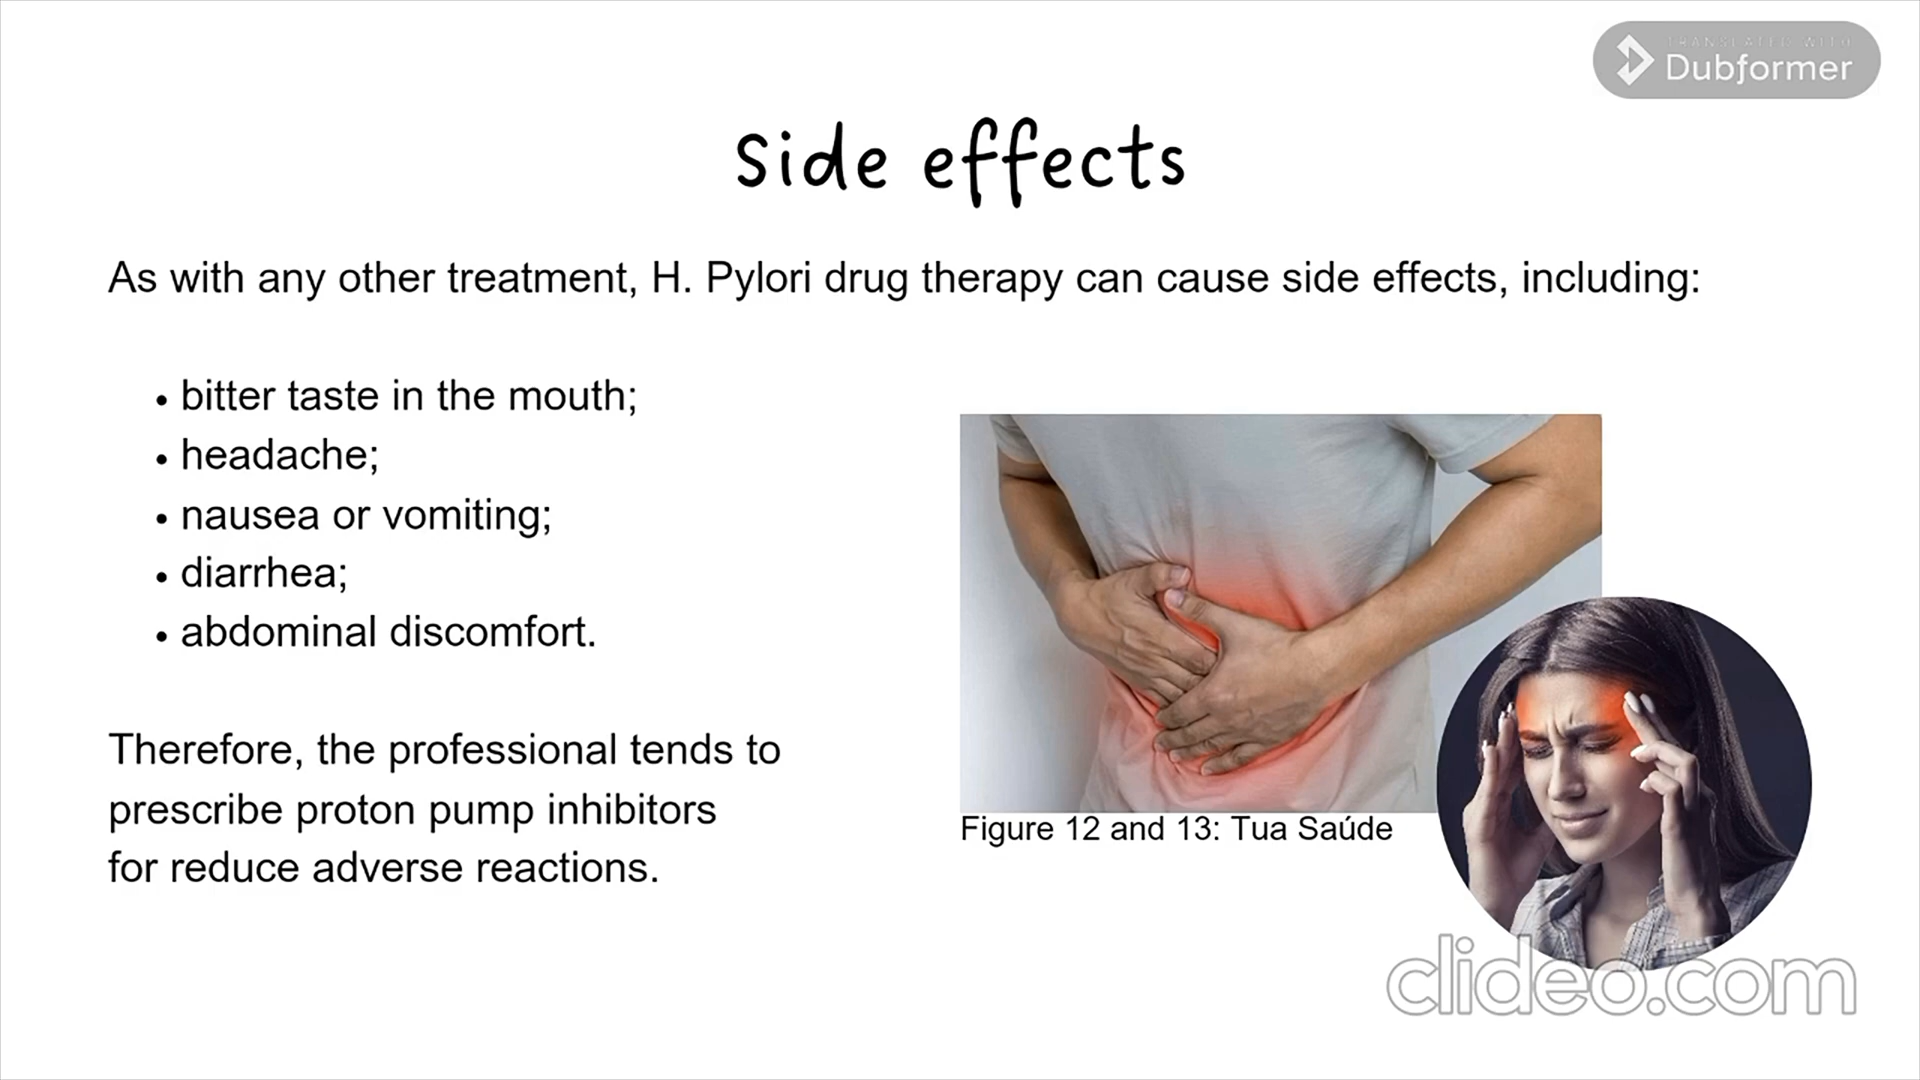 TRANSLATED WITH
Dubformer
Side effects
As with any other treatment, H. Pylori drug therapy can cause side effects, including:
• bitter taste in the mouth;
• headache;
• nausea or vomiting;
• diarrhea;
• abdominal discomfort.
Therefore, the professional tends to
prescribe proton pump inhibitors
for reduce adverse reactions.
Figure 12 and 13: Tua Saúde
clideo.com